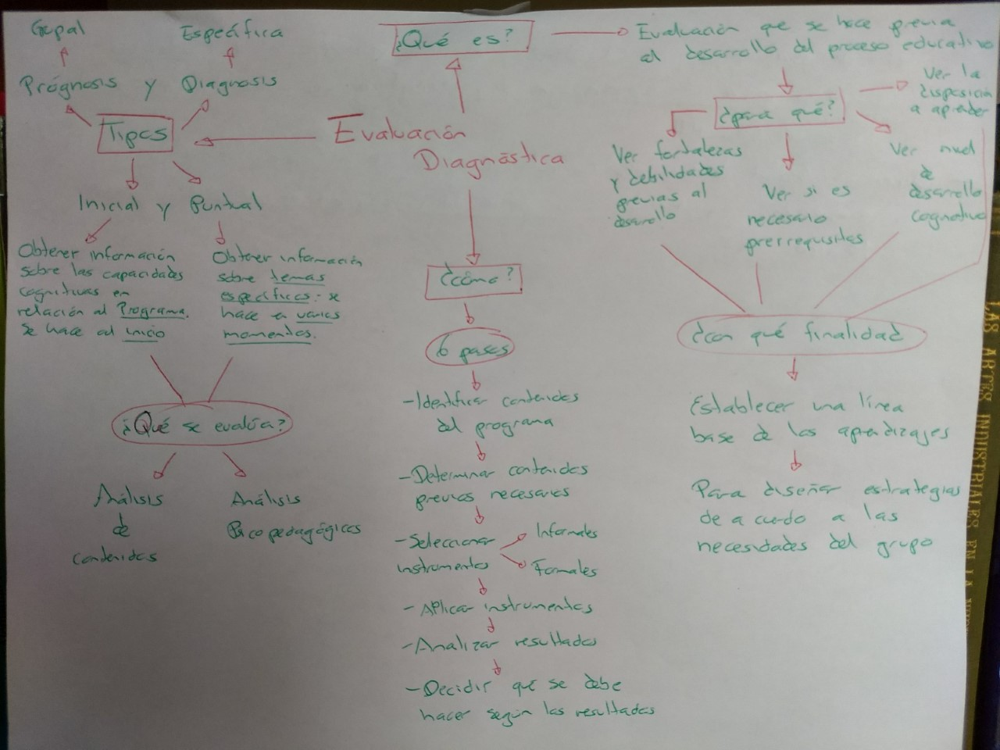 Evaluación
Diagnóstica
¿Qué es?
Evaluación que se hace previa
al desarrollo del proceso educativo
¿para qué?
Ver fortalezas
y debilidades
previas al
desarrollo
Ver si es
necesario
prerrequisitos
Ver nivel
de
desarrollo
cognotivo
Ver la
disposición
a aprender
¿con qué finalidad
Establecer una línea
base de los aprendizajes
Para diseñar estrategias
de acuerdo a las
necesidades del grupo
Tipos
Prógnosis y Diagnosis
Grupal
Específica
Inicial y Puntual
Obtener información
sobre las capacidades
cognitivas en
relación al Programa.
Se hace al inicio
Obtener información
sobre temas
específicos: se
hace en varios
momentos.
¿Qué se evalúa?
Análisis
de
contenidos
Análisis
Psicopedagógicos
¿cómo?
6 pasos
-Identificar contenidos
del programa
-Determinar contenidos
previos necesarios
-Seleccionar
instrumentos
Informales
Formales
-Aplicar instrumentos
-Analizar resultados
-Decidir que se debe
hacer según los resultados
LAS ARTES INDUSTRIALES EN LA